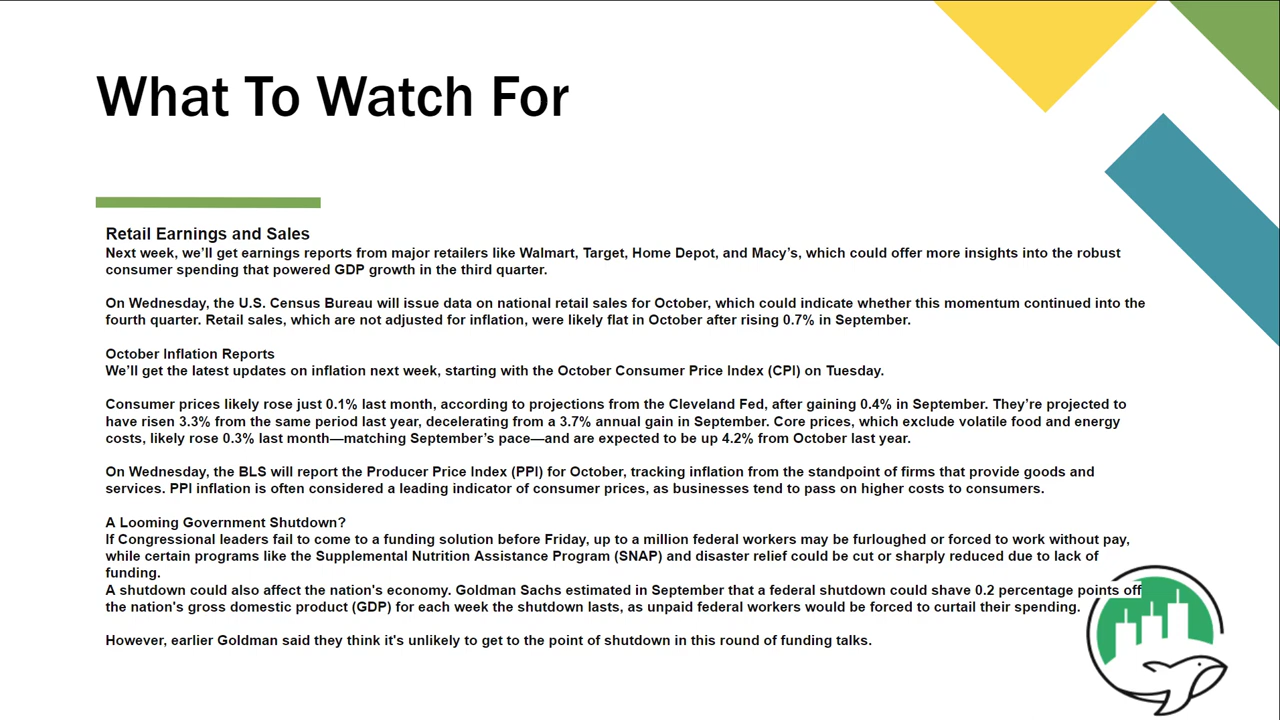 What To Watch For
Retail Earnings and Sales
Next week, we’ll get earnings reports from major retailers like Walmart, Target, Home Depot, and Macy’s, which could offer more insights into the robust
consumer spending that powered GDP growth in the third quarter.
On Wednesday, the U.S. Census Bureau will issue data on national retail sales for October, which could indicate whether this momentum continued into the
fourth quarter. Retail sales, which are not adjusted for inflation, were likely flat in October after rising 0.7% in September.
October Inflation Reports
We’ll get the latest updates on inflation next week, starting with the October Consumer Price Index (CPI) on Tuesday.
Consumer prices likely rose just 0.1% last month, according to projections from the Cleveland Fed, after gaining 0.4% in September. They’re projected to
have risen 3.3% from the same period last year, decelerating from a 3.7% annual gain in September. Core prices, which exclude volatile food and energy
costs, likely rose 0.3% last month—matching September’s pace—and are expected to be up 4.2% from October last year.
On Wednesday, the BLS will report the Producer Price Index (PPI) for October, tracking inflation from the standpoint of firms that provide goods and
services. PPI inflation is often considered a leading indicator of consumer prices, as businesses tend to pass on higher costs to consumers.
A Looming Government Shutdown?
If Congressional leaders fail to come to a funding solution before Friday, up to a million federal workers may be furloughed or forced to work without pay,
while certain programs like the Supplemental Nutrition Assistance Program (SNAP) and disaster relief could be cut or sharply reduced due to lack of
funding.
A shutdown could also affect the nation's economy. Goldman Sachs estimated in September that a federal shutdown could shave 0.2 percentage points off
the nation's gross domestic product (GDP) for each week the shutdown lasts, as unpaid federal workers would be forced to curtail their spending.
However, earlier Goldman said they think it's unlikely to get to the point of shutdown in this round of funding talks.